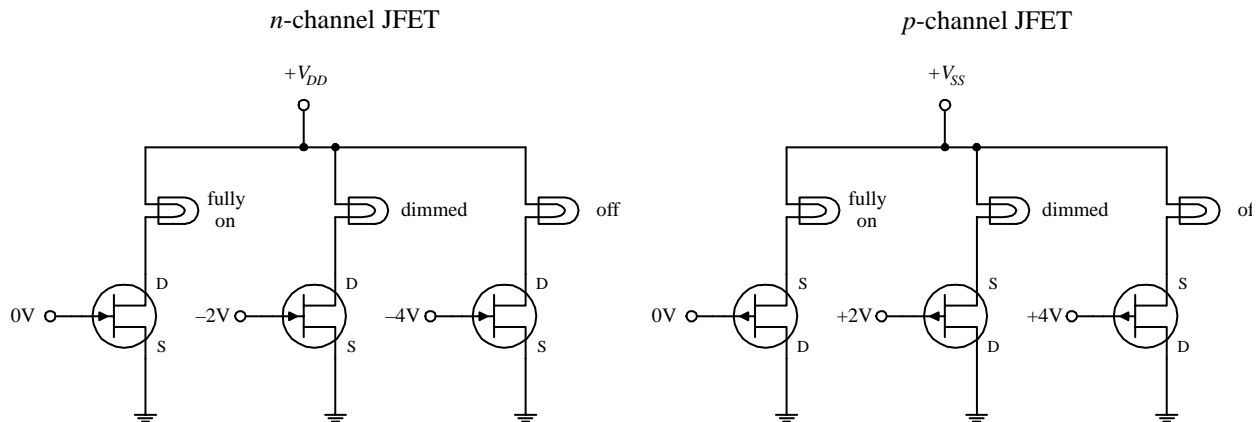 n-channel JFET
p-channel JFET
+VDD
+VSS
fully
on
dimmed
off
fully
on
dimmed
of
D
D
D
S
S
S
0V
–2V
–4V
0V
+2V
+4V
S
S
S
D
D
D